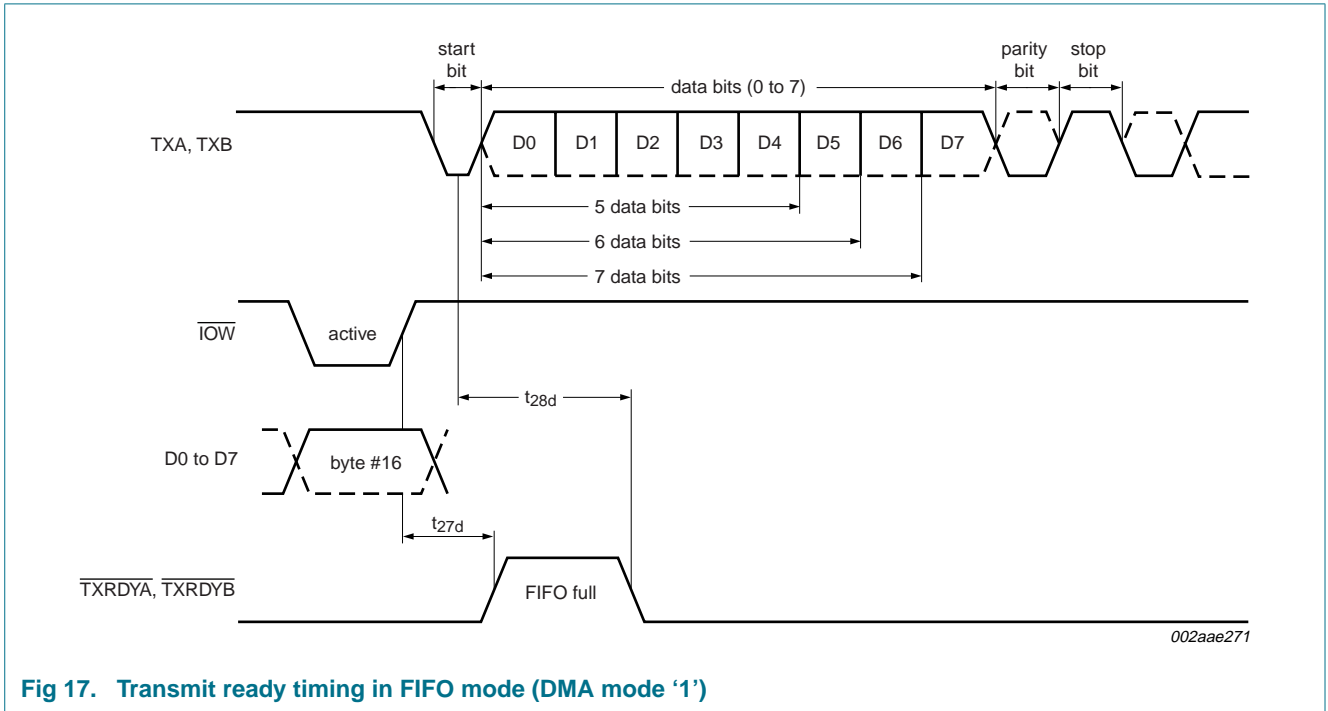 start
bit
data bits (0 to 7)
parity
bit
stop
bit
TXA, TXB
D0 D1 D2 D3 D4 D5 D6 D7
5 data bits
6 data bits
7 data bits
IOW
active
t28d
D0 to D7
byte #16
t27d
TXRDYA, TXRDYB
FIFO full
002aae271
Fig 17. Transmit ready timing in FIFO mode (DMA mode ‘1’)